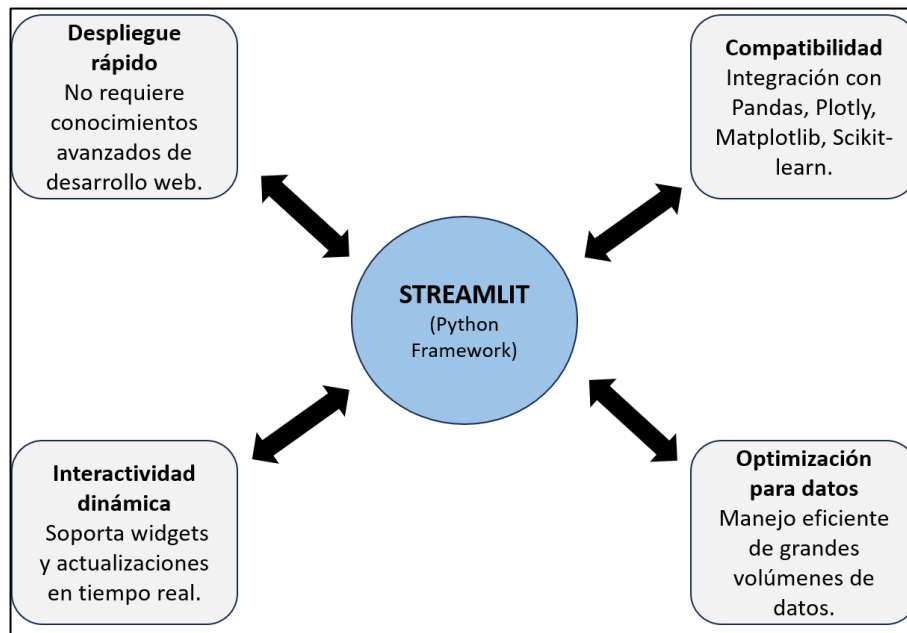 Despliegue
rápido
No requiere
conocimientos
avanzados de
desarrollo web.
Compatibilidad
Integración con
Pandas, Plotly,
Matplotlib, Scikit-
learn.
STREAMLIT
(Python
Framework)
Interactividad
dinámica
Soporta widgets
y actualizaciones
en tiempo real.
Optimización
para datos
Manejo eficiente
de grandes
volúmenes de
datos.